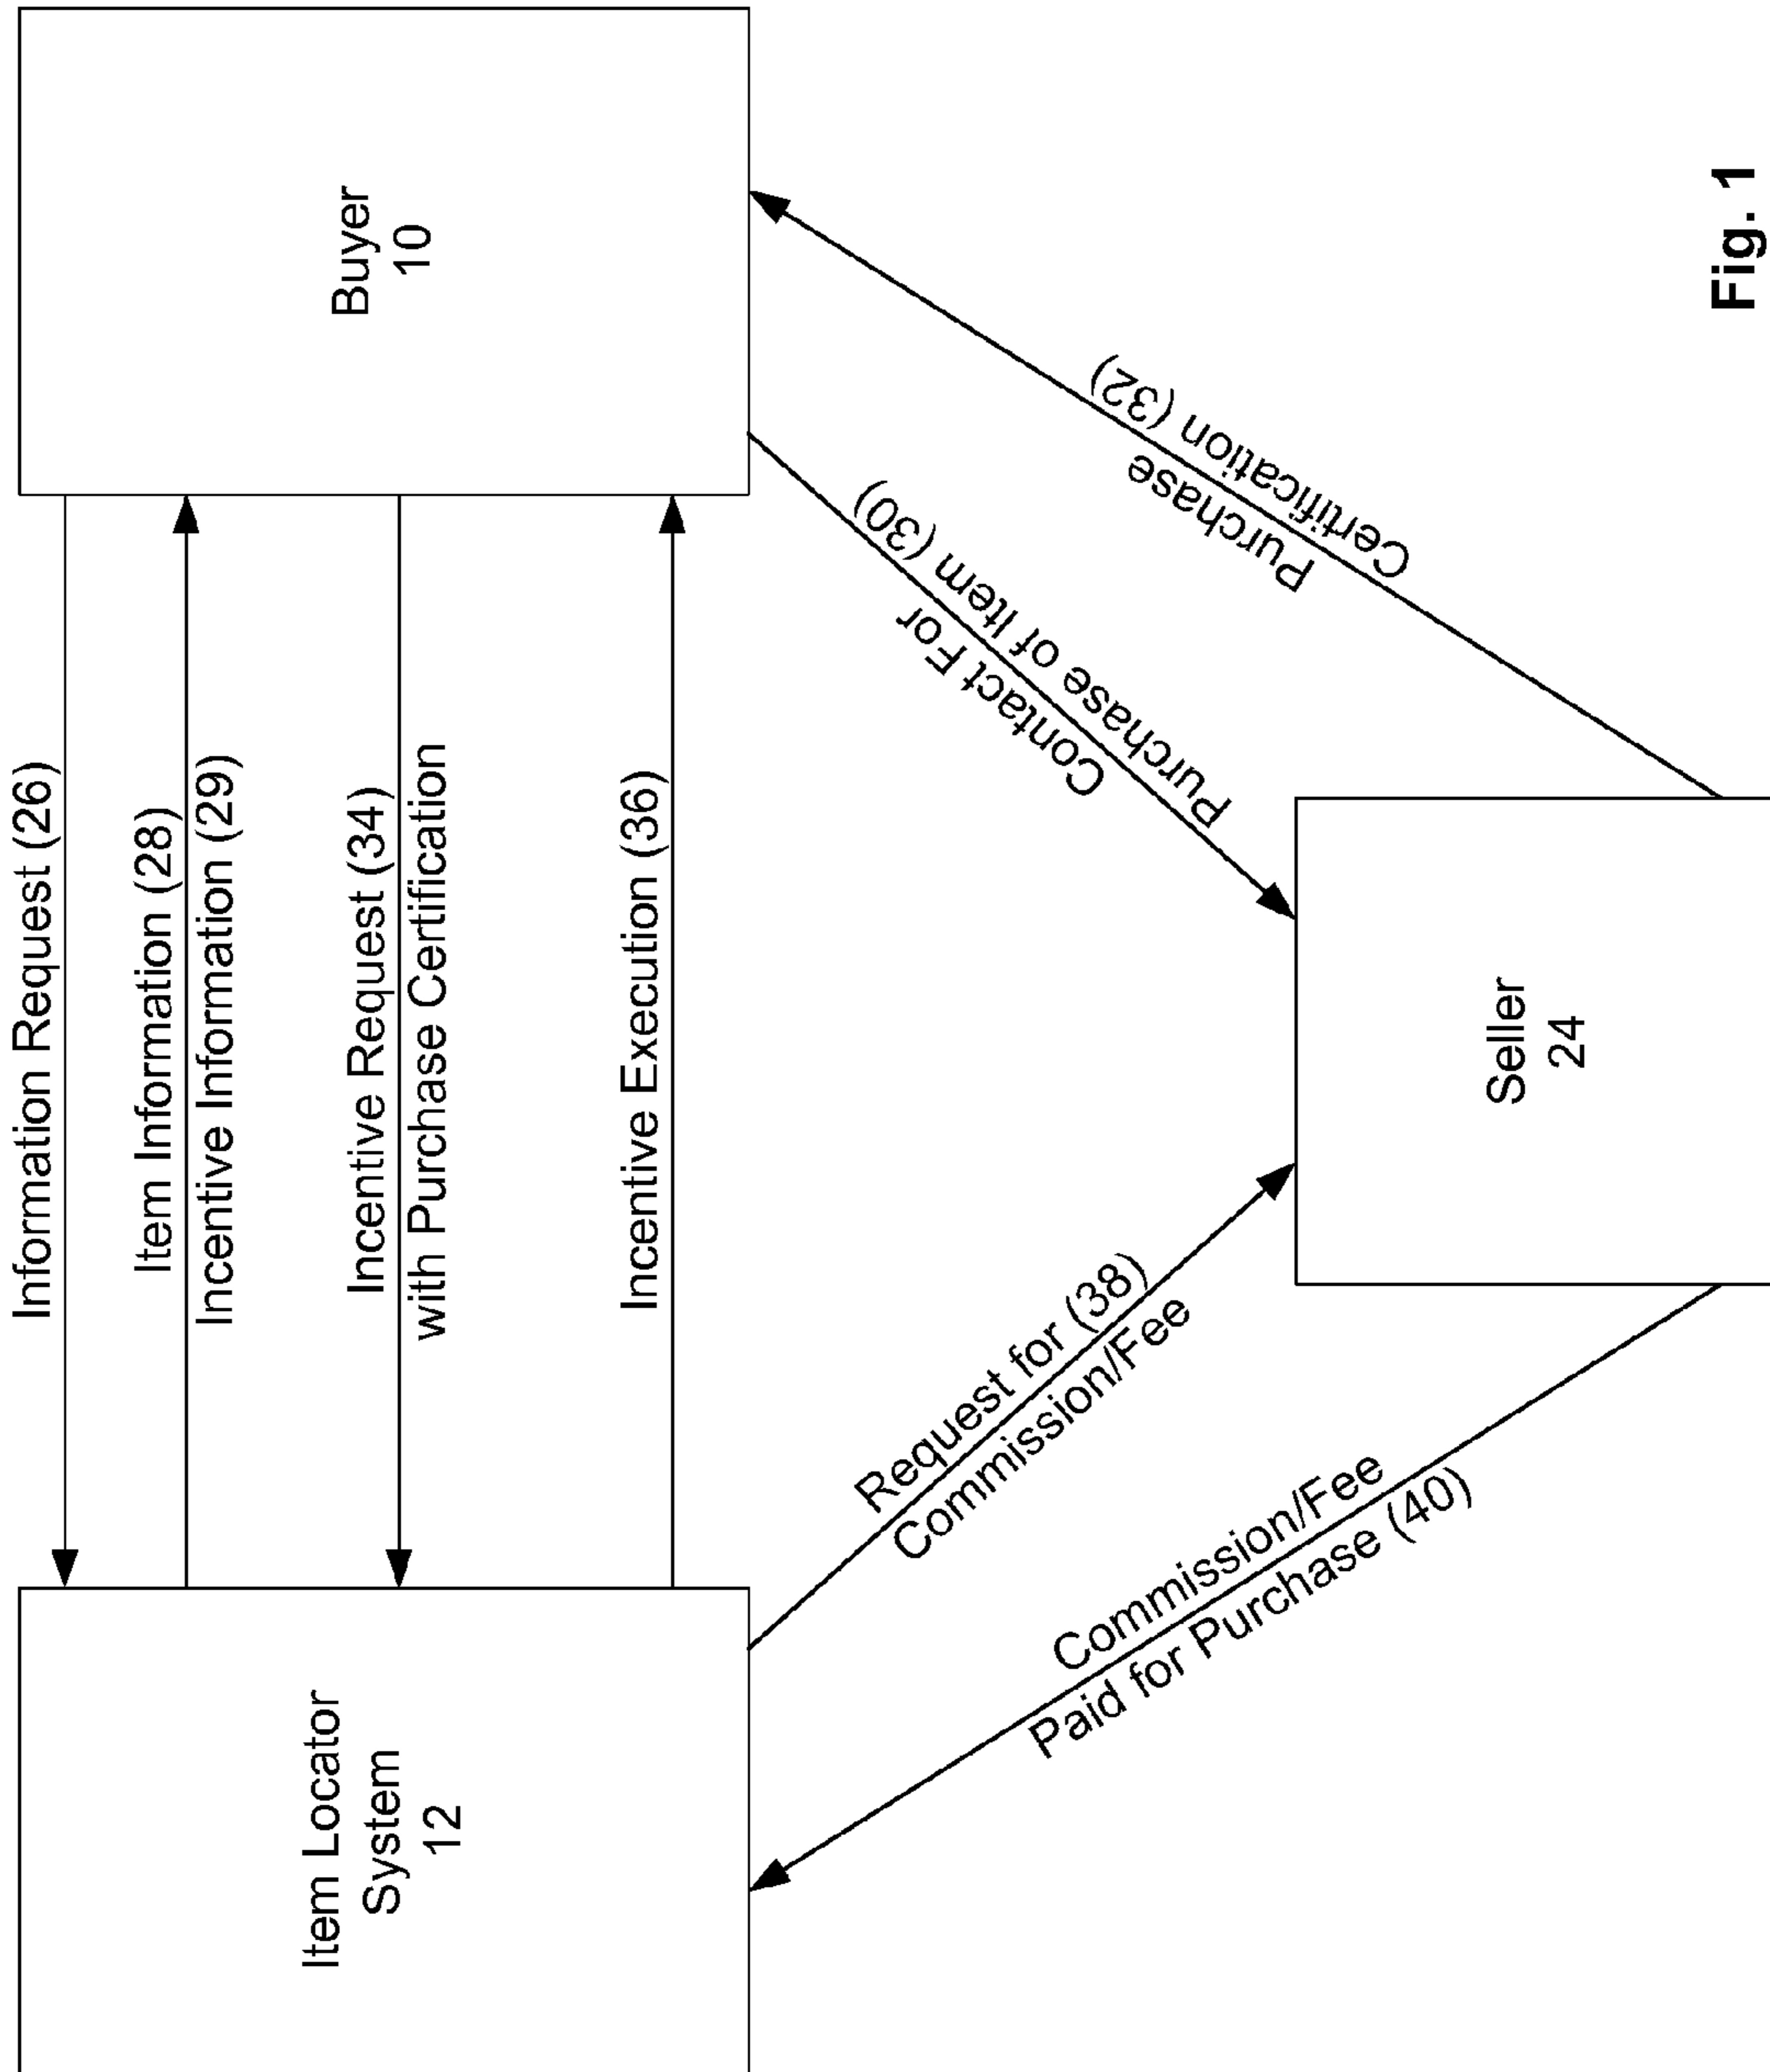 Item Locator
System
12
Buyer
10
Information Request (26)
Item Information (28)
Incentive Information (29)
Incentive Request (34)
with Purchase Certification
Incentive Execution (36)
Request for (38)
Commission/Fee
Commission/Fee
Paid for Purchase (40)
Contact For
Purchase of Item (30)
Purchase
Certification (32)
Seller
24
Fig. 1